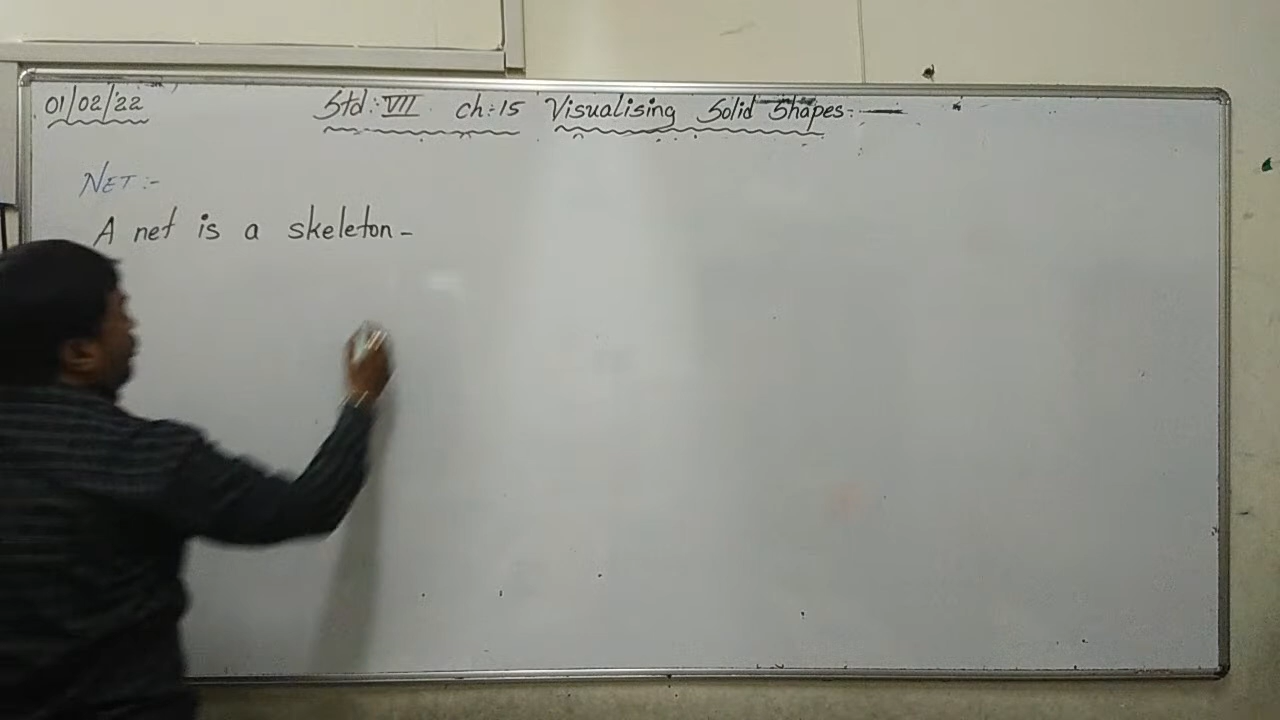 01/02/22 Std: VII ch:15 Visualising Solid Shapes:—
NET :-
A net is a skeleton -